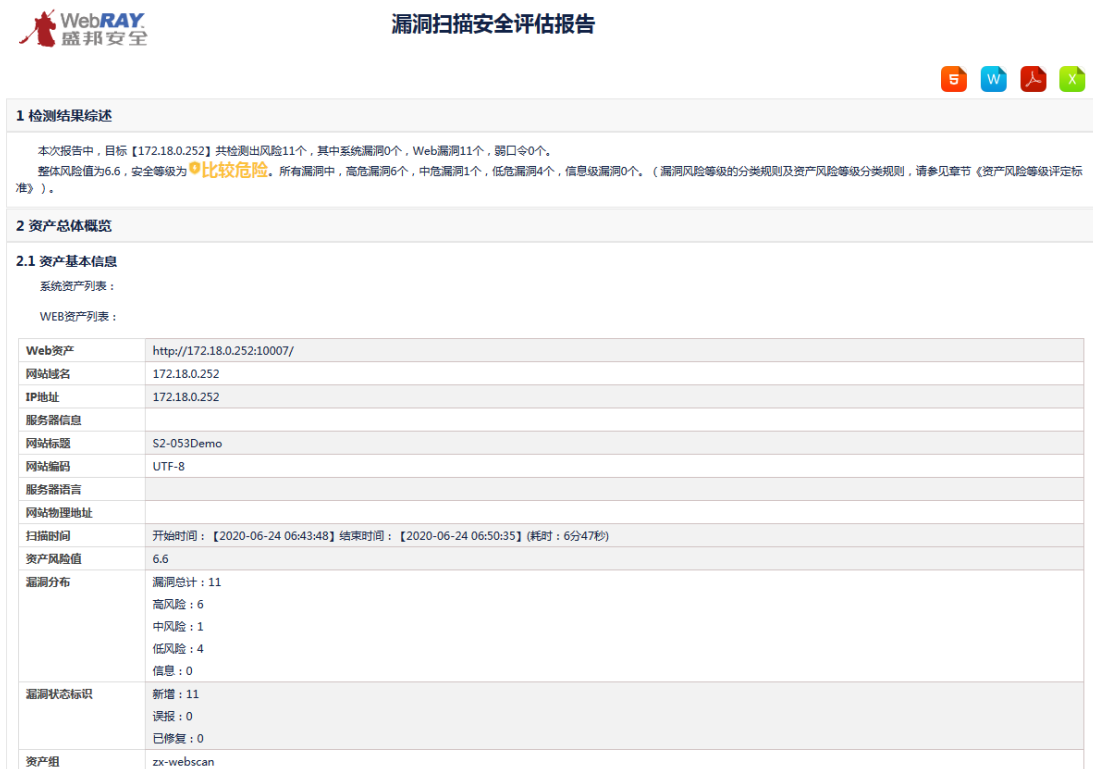 WebRAY
盛邦安全
漏洞扫描安全评估报告
5 W X
1 检测结果综述
本次报告中，目标【172.18.0.252】共检测出风险11个，其中系统漏洞0个，Web漏洞11个，弱口令0个。
整体风险值为6.6，安全等级为比较危险。所有漏洞中，高危漏洞6个，中危漏洞1个，低危漏洞4个，信息级漏洞0个。（漏洞风险等级的分类规则及资产风险等级分类规则，请参见章节《资产风险等级评定标
准》）。
2 资产总体概览
2.1 资产基本信息
系统资产列表：
WEB资产列表：
Web资产 http://172.18.0.252:10007/
网站域名 172.18.0.252
IP地址 172.18.0.252
服务器信息
网站标题 S2-053Demo
网站编码 UTF-8
服务器语言
网站物理地址
扫描时间 开始时间：【2020-06-24 06:43:48】结束时间：【2020-06-24 06:50:35】(耗时：6分47秒)
资产风险值 6.6
漏洞分布 漏洞总计：11
高风险：6
中风险：1
低风险：4
信息：0
漏洞状态标识 新增：11
误报：0
已修复：0
资产组 zx-webscan